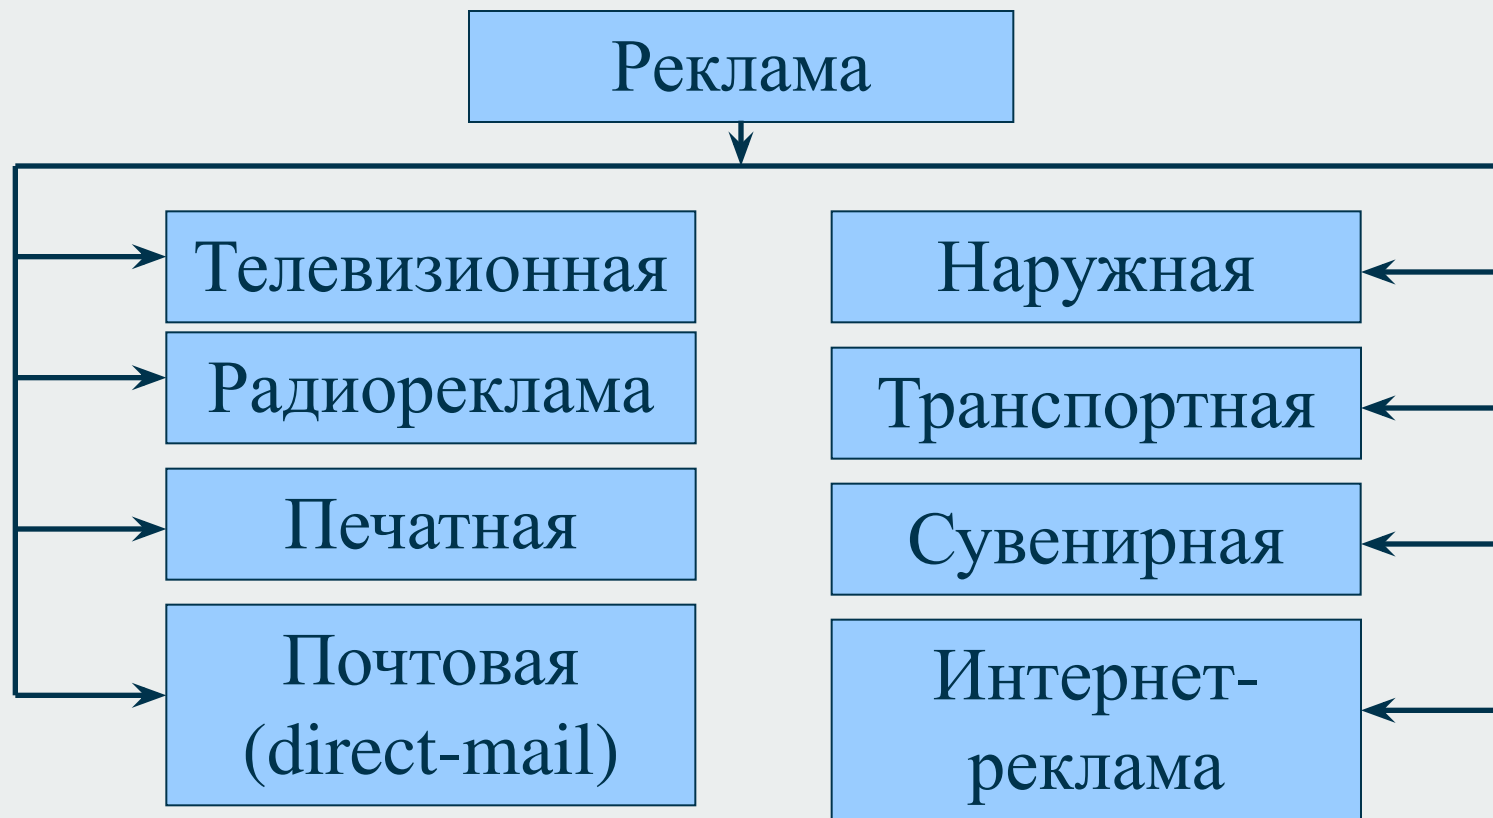 Реклама
Телевизионная
Радиореклама
Печатная
Почтовая
(direct-mail)
Наружная
Транспортная
Сувенирная
Интернет-
реклама